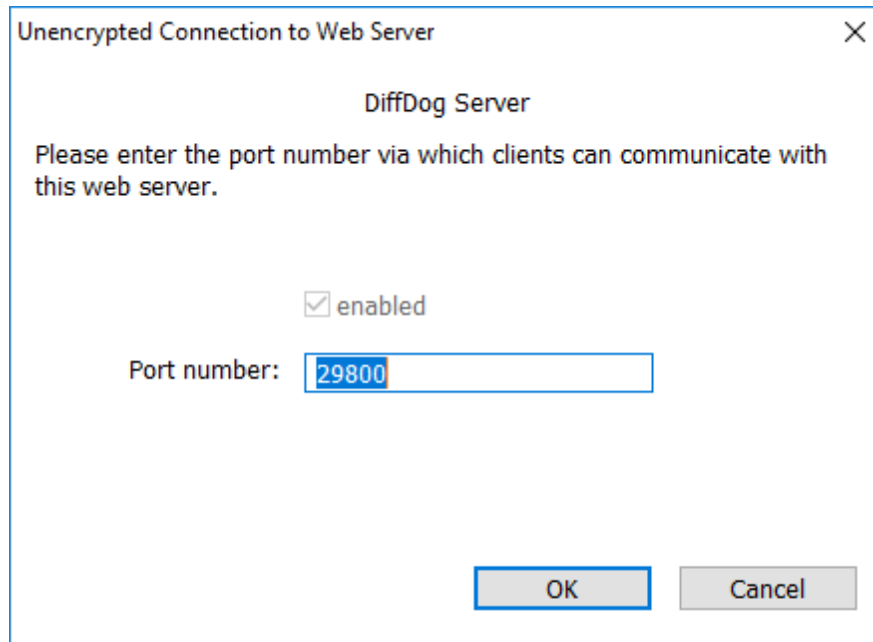 Unencrypted Connection to Web Server
DiffDog Server
Please enter the port number via which clients can communicate with
this web server.
enabled
Port number: 29800
OK Cancel